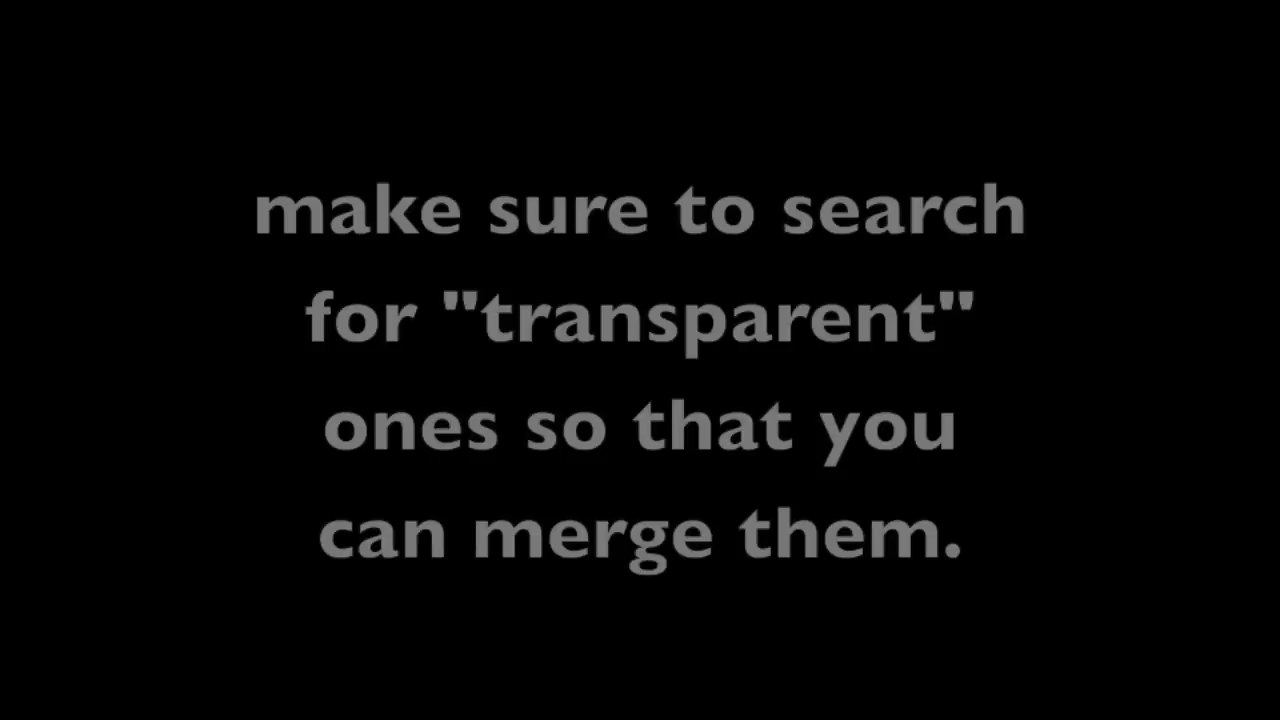 make sure to search
for "transparent"
ones so that you
can merge them.